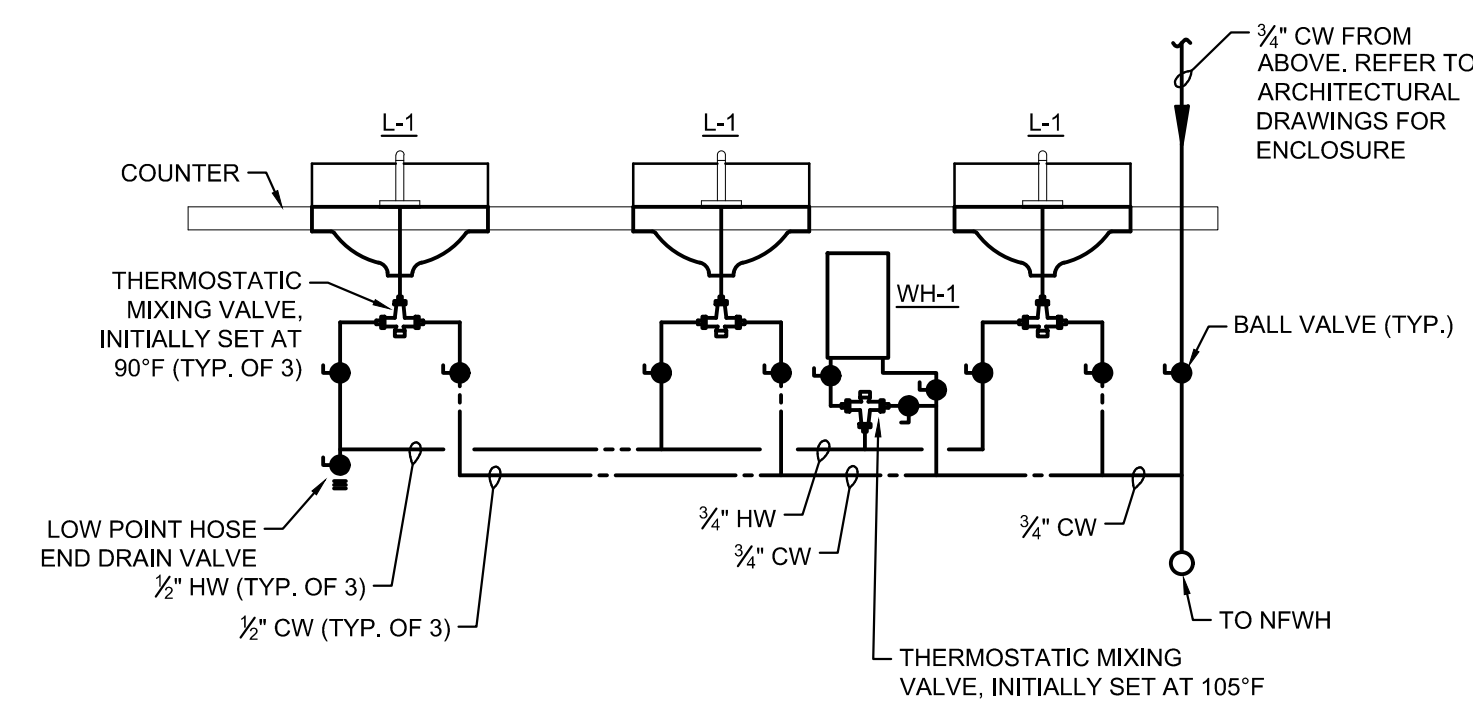 ¾" CW FROM
ABOVE. REFER TO
ARCHITECTURAL
DRAWINGS FOR
ENCLOSURE
L-1
L-1
L-1
COUNTER
THERMOSTATIC
MIXING VALVE,
INITIALLY SET AT
90°F (TYP. OF 3)
WH-1
BALL VALVE (TYP.)
LOW POINT HOSE
END DRAIN VALVE
½" HW (TYP. OF 3)
½" CW (TYP. OF 3)
¾" HW
¾" CW
¾" CW
TO NFWH
THERMOSTATIC MIXING
VALVE, INITIALLY SET AT 105°F